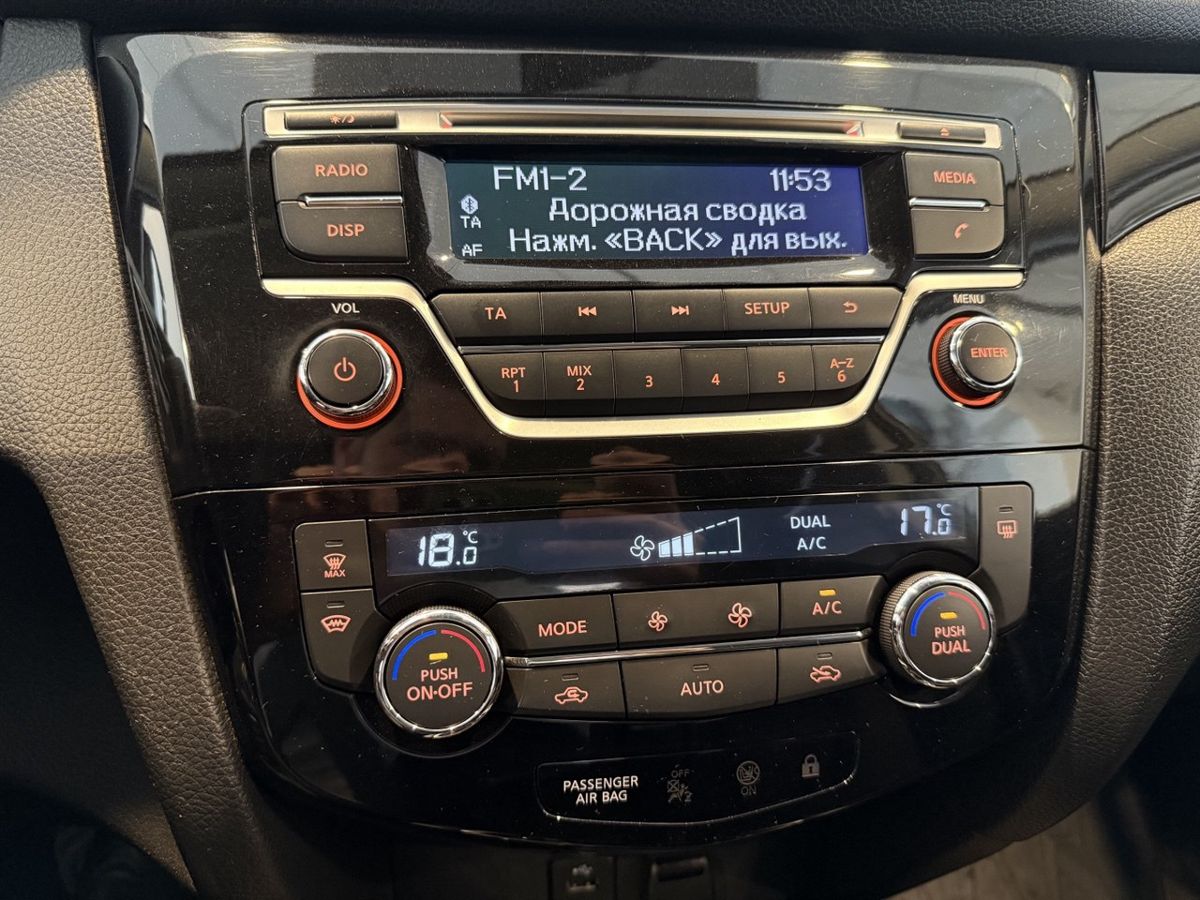 RADIO
DISP
FM1-2 11:53
TA Дорожная сводка
AF Нажм. «BACK» для вых.
MEDIA
VOL
MENU
TA SETUP
RPT 1 MIX 2 3 4 5 A-Z 6
ENTER
18.0 °C DUAL 17.0 °C
A/C
MAX
MODE A/C
PUSH
ON·OFF
AUTO
PUSH
DUAL
PASSENGER
AIR BAG
OFF
2
ON